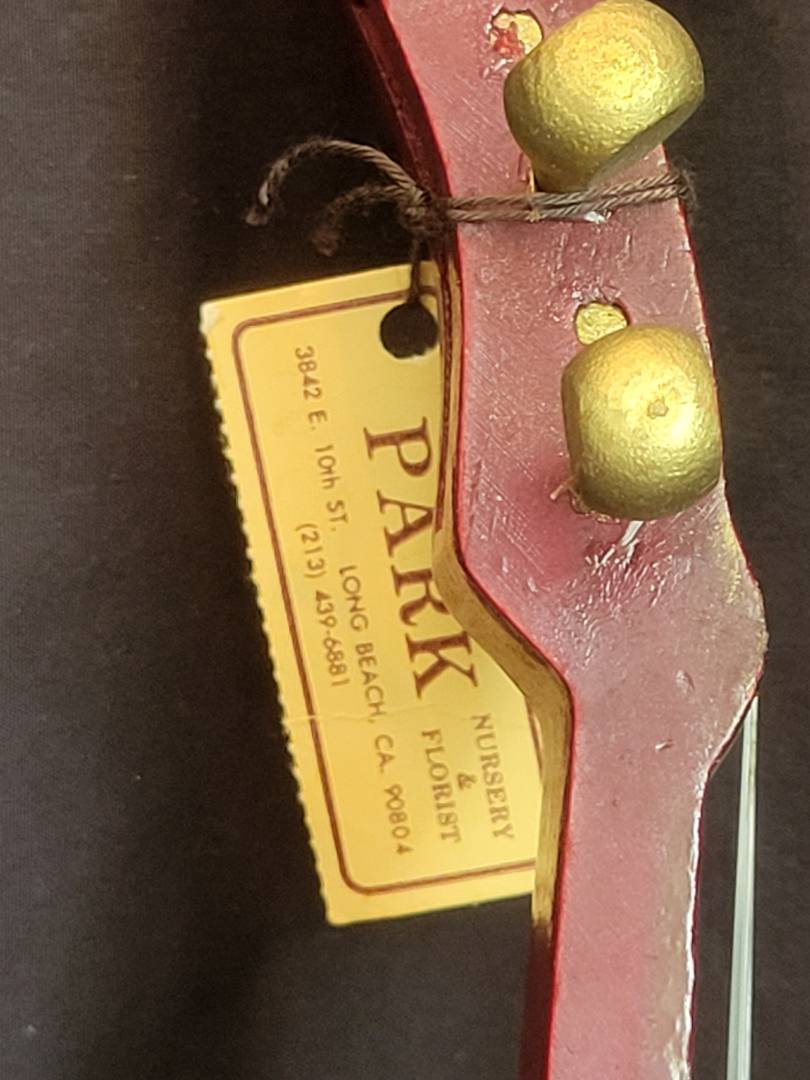 PARK NURSERY
&
FLORIST
3842 E. 10th ST. LONG BEACH, CA. 90804
(213) 439-6881